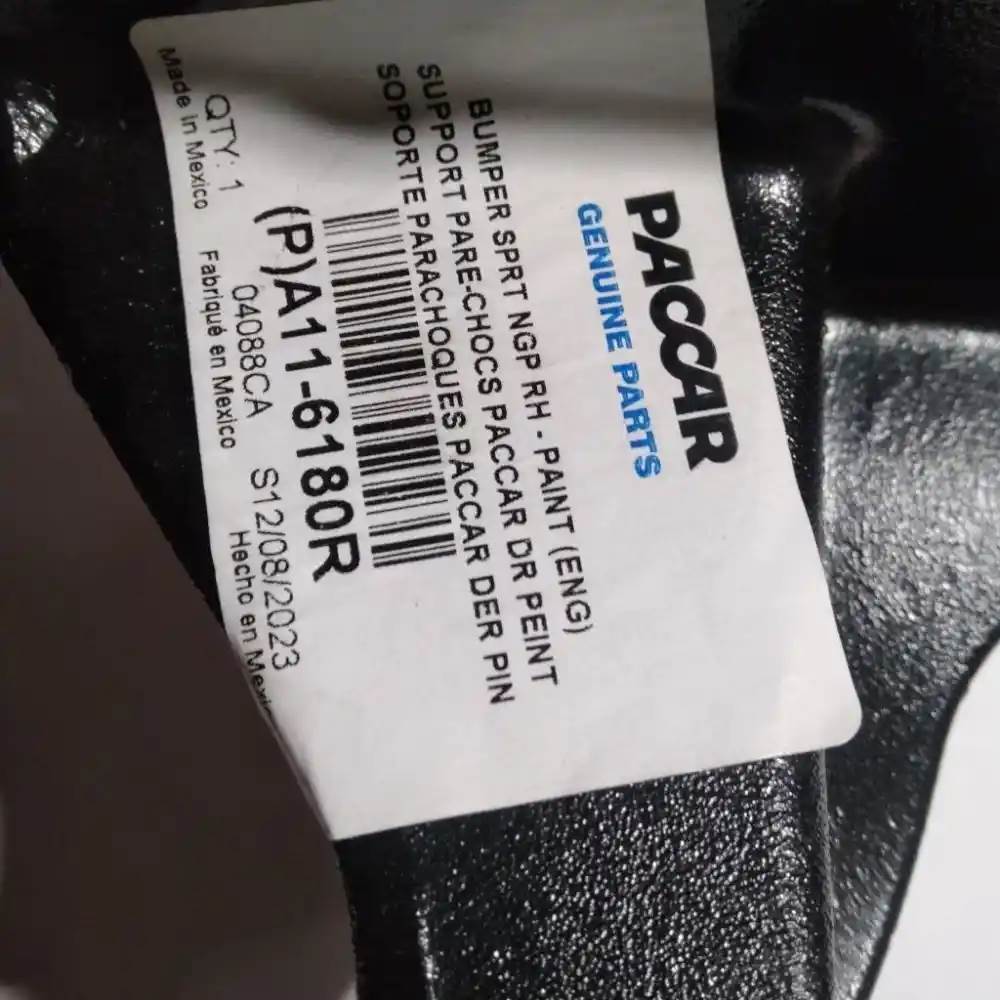 PACCAR
GENUINE PARTS
BUMPER SPRT NGP RH - PAINT (ENG)
SUPPORT PARE-CHOCS PACCAR DR PEINT
SOPORTE PARACHOQUES PACCAR DER PIN
(P)A11-6180R
QTY: 1 04088CA S12/08/2023
Made in Mexico Fabriqué en Mexico Hecho en